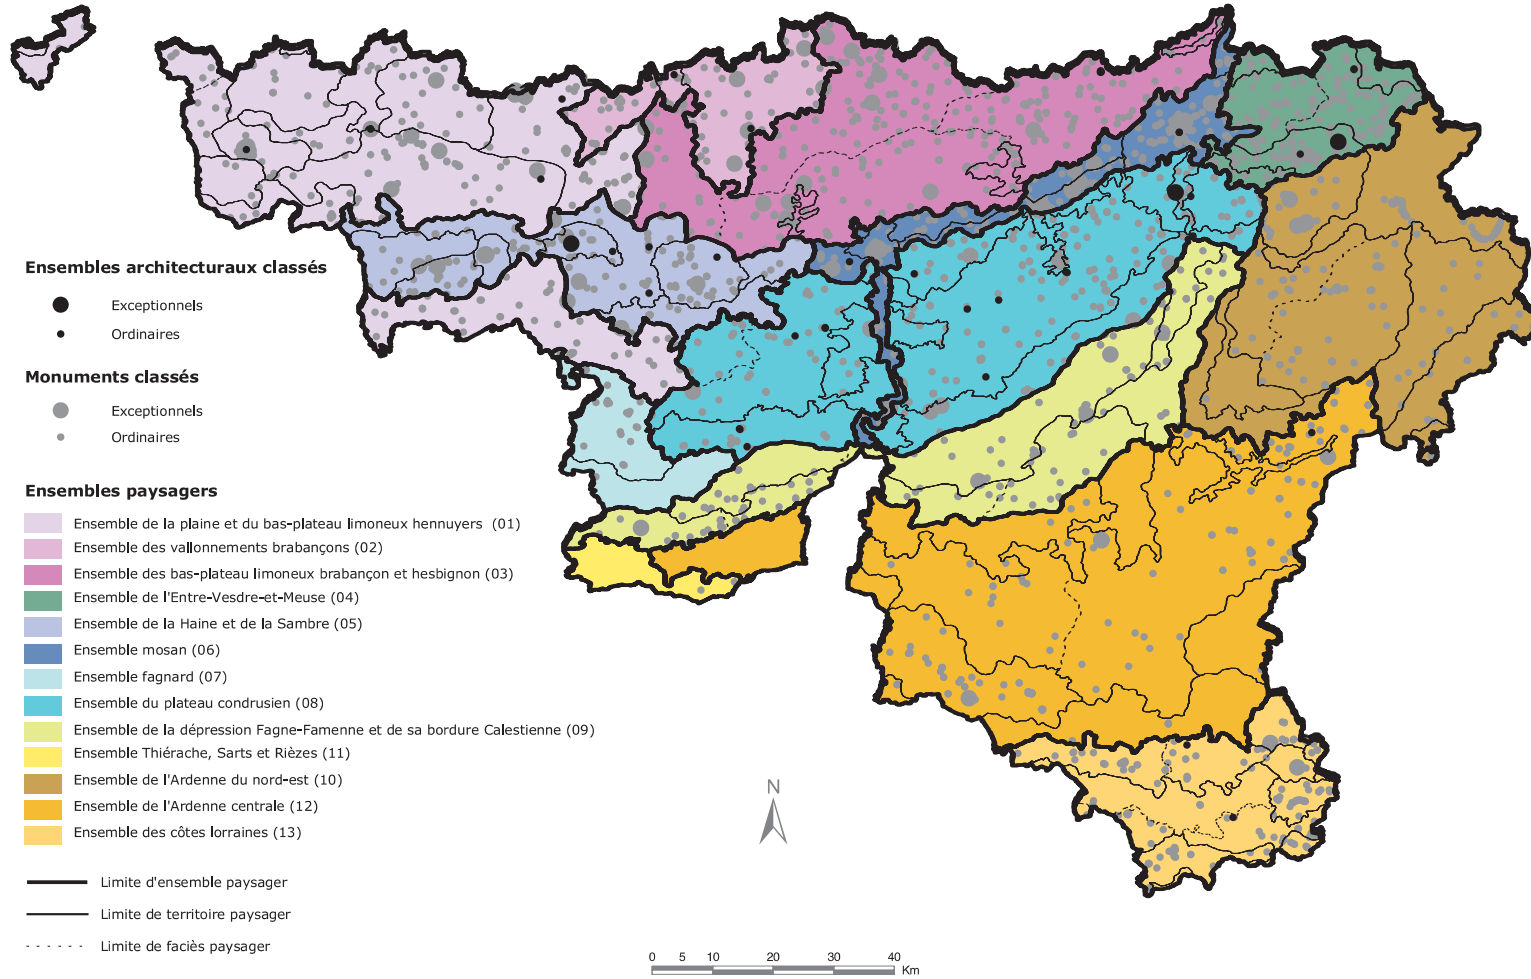 Ensembles architecturaux classés
Exceptionnels
Ordinaires
Monuments classés
Exceptionnels
Ordinaires
Ensembles paysagers
Ensemble de la plaine et du bas-plateau limoneux hennuyers (01)
Ensemble des vallonnements brabançons (02)
Ensemble des bas-plateau limoneux brabançon et hesbignon (03)
Ensemble de l'Entre-Vesdre-et-Meuse (04)
Ensemble de la Haine et de la Sambre (05)
Ensemble mosan (06)
Ensemble fagnard (07)
Ensemble du plateau condrusien (08)
Ensemble de la dépression Fagne-Famenne et de sa bordure Calestienne (09)
Ensemble Thiérache, Sarts et Rièzes (11)
Ensemble de l'Ardenne du nord-est (10)
Ensemble de l'Ardenne centrale (12)
Ensemble des côtes lorraines (13)
Limite d'ensemble paysager
Limite de territoire paysager
Limite de faciès paysager
N
0 5 10 20 30 40
Km